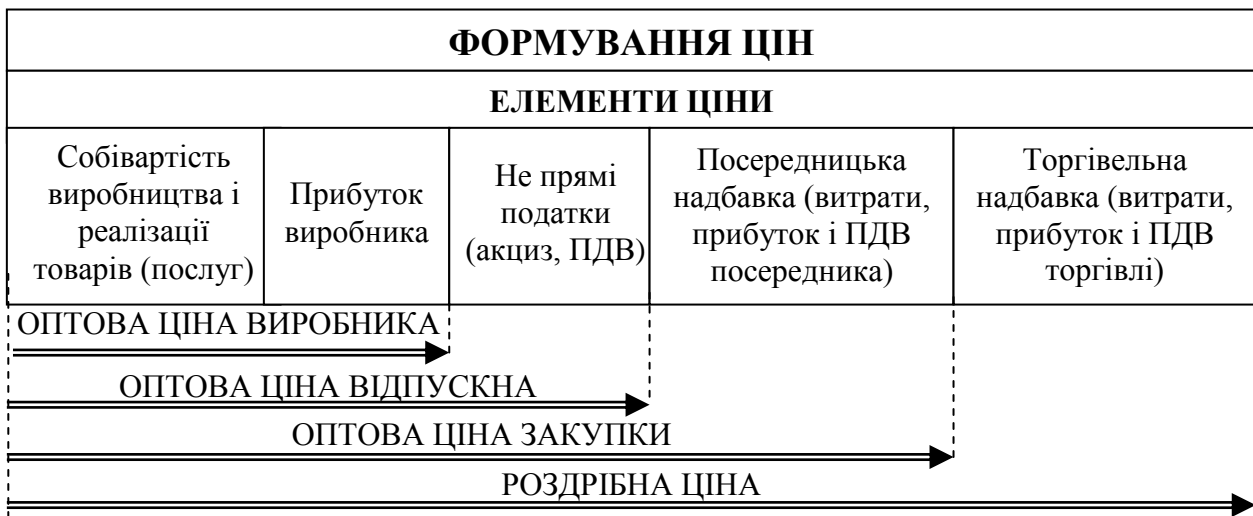 ФОРМУВАННЯ ЦІН
ЕЛЕМЕНТИ ЦІНИ
Собівартість
виробництва і
реалізації
товарів (послуг)
Прибуток
виробника
Не прямі
податки
(акциз, ПДВ)
Посередницька
надбавка (витрати,
прибуток і ПДВ
посередника)
Торгівельна
надбавка (витрати,
прибуток і ПДВ
торгівлі)
ОПТОВА ЦІНА ВИРОБНИКА
ОПТОВА ЦІНА ВІДПУСКНА
ОПТОВА ЦІНА ЗАКУПКИ
РОЗДРІБНА ЦІНА